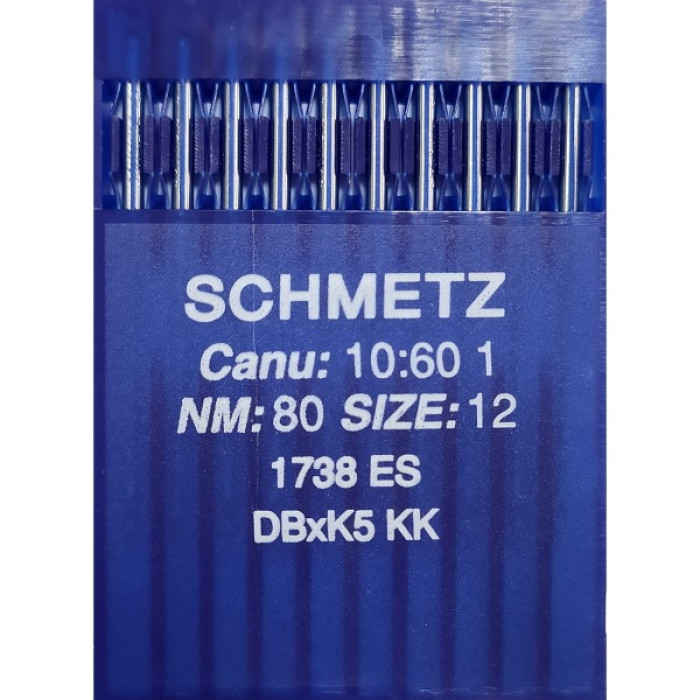 SCHMETZ
Canu: 10:60 1
NM: 80 SIZE: 12
1738 ES
DBxK5 KK